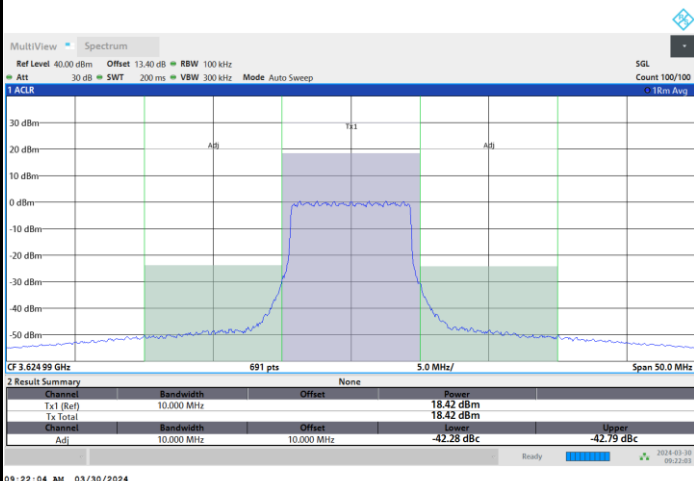 MultiView Spectrum
Ref Level 40.00 dBm Offset 13.40 dB RBW 100 kHz SGL
Att 30 dB SWT 200 ms VBW 300 kHz Mode Auto Sweep Count 100/100
1 ACLR 1Rm Avg
30 dBm
Tx1
20 dBm
Adj Adj
10 dBm
0 dBm
-10 dBm
-20 dBm
-30 dBm
-40 dBm
-50 dBm
CF 3.62499 GHz 691 pts 5.0 MHz/ Span 50.0 MHz
2 Result Summary None
Channel Bandwidth Offset Power
Tx1 (Ref) 10.000 MHz 18.42 dBm
Tx Total 18.42 dBm
Channel Bandwidth Offset Lower Upper
Adj 10.000 MHz 10.000 MHz -42.28 dBc -42.79 dBc
Ready 2024-03-30
09:22:03
09:22:04 AM 03/30/2024